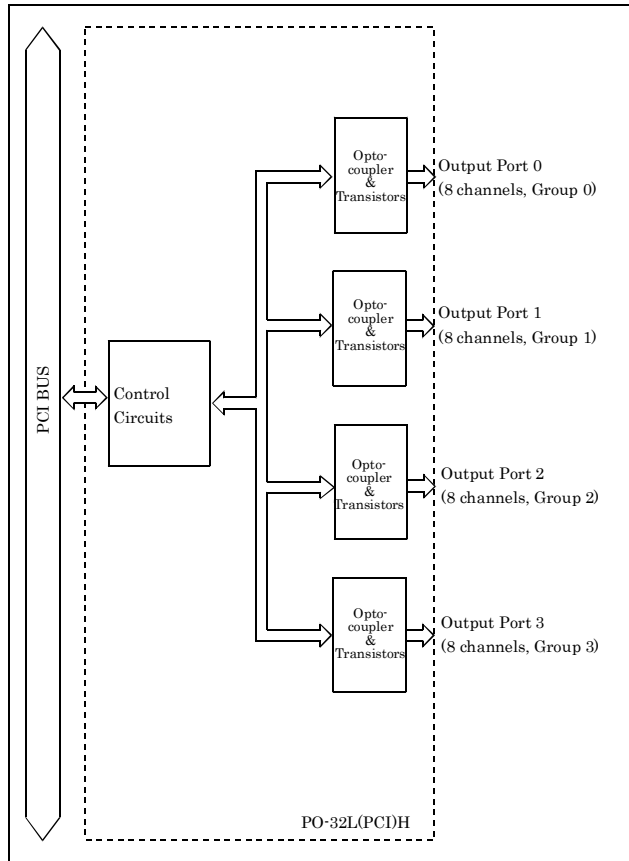 Opto-
coupler
&
Transistors
Output Port 0
(8 channels, Group 0)
Opto-
coupler
&
Transistors
Output Port 1
(8 channels, Group 1)
PCI BUS
Control
Circuits
Opto-
coupler
&
Transistors
Output Port 2
(8 channels, Group 2)
Opto-
coupler
&
Transistors
Output Port 3
(8 channels, Group 3)
PO-32L(PCI)H